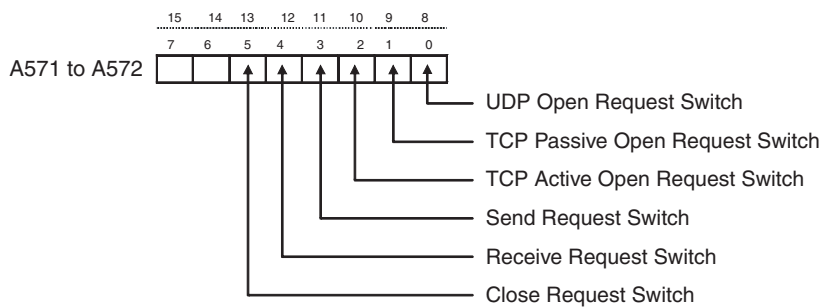 15 14 13 12 11 10 9 8
7 6 5 4 3 2 1 0
A571 to A572
UDP Open Request Switch
TCP Passive Open Request Switch
TCP Active Open Request Switch
Send Request Switch
Receive Request Switch
Close Request Switch